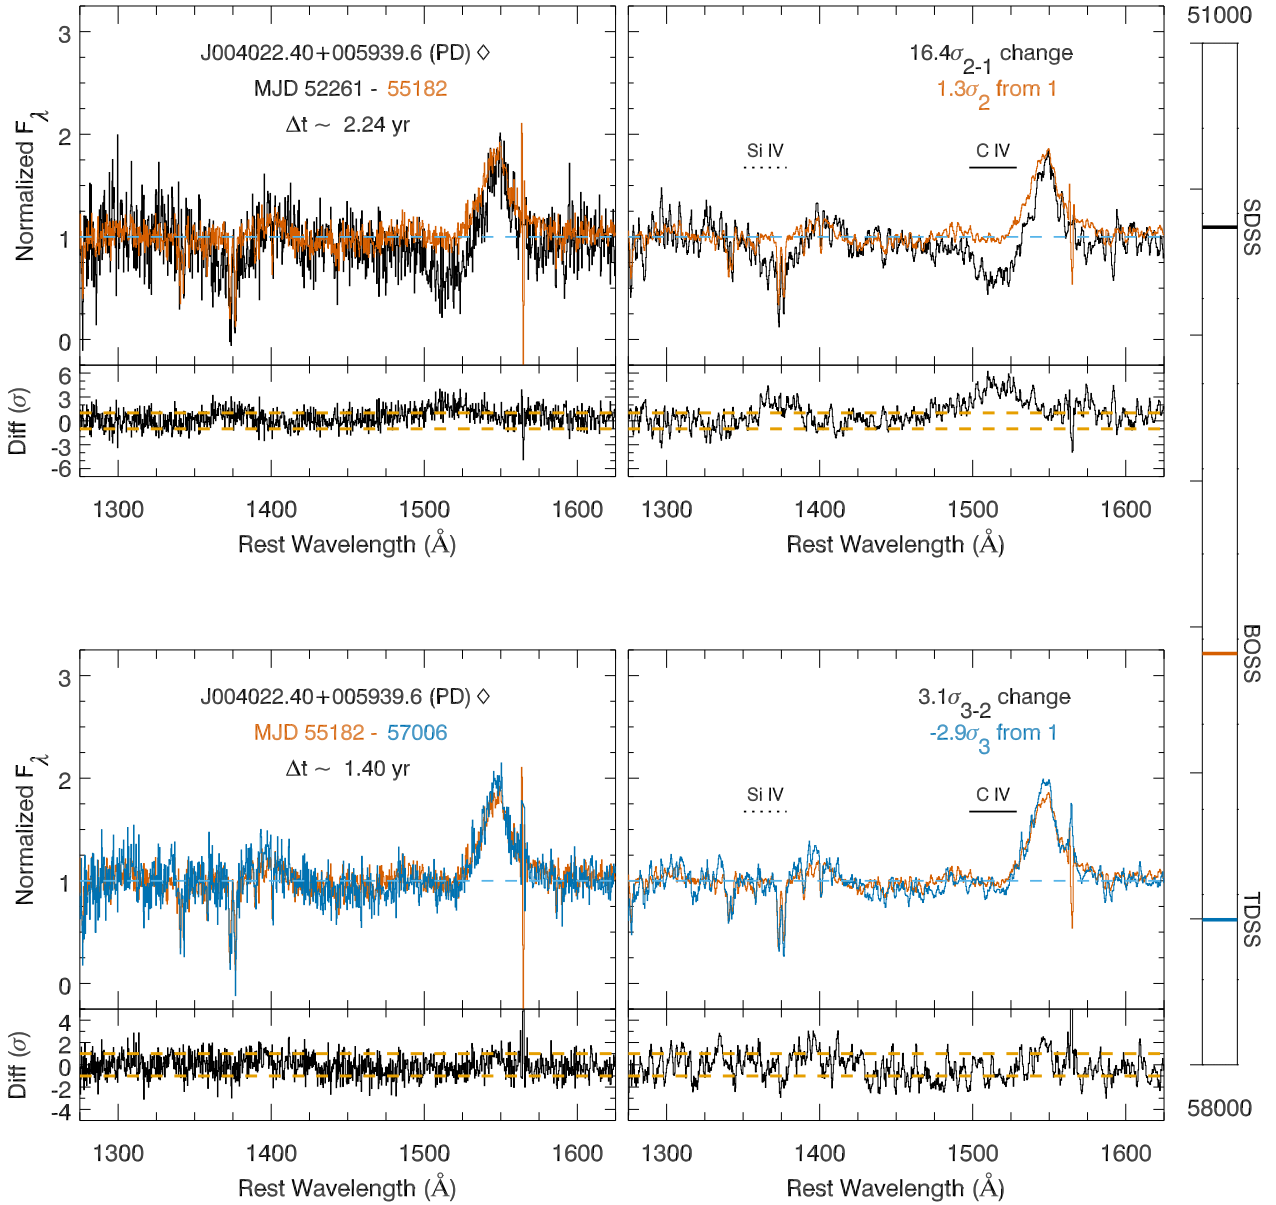 J004022.40+005939.6 (PD) ◊
MJD 52261 - 55182
Δt ~ 2.24 yr
Normalized Fλ
3
2
1
0
16.4σ2-1 change
1.3σ2 from 1
Si IV
C IV
Diff (σ)
6
3
0
-3
-6
1300 1400 1500 1600
Rest Wavelength (Å)
1300 1400 1500 1600
Rest Wavelength (Å)
J004022.40+005939.6 (PD) ◊
MJD 55182 - 57006
Δt ~ 1.40 yr
Normalized Fλ
3
2
1
0
3.1σ3-2 change
-2.9σ3 from 1
Si IV
C IV
Diff (σ)
4
2
0
-2
-4
1300 1400 1500 1600
Rest Wavelength (Å)
1300 1400 1500 1600
Rest Wavelength (Å)
51000
SDSS
BOSS
TDSS
58000